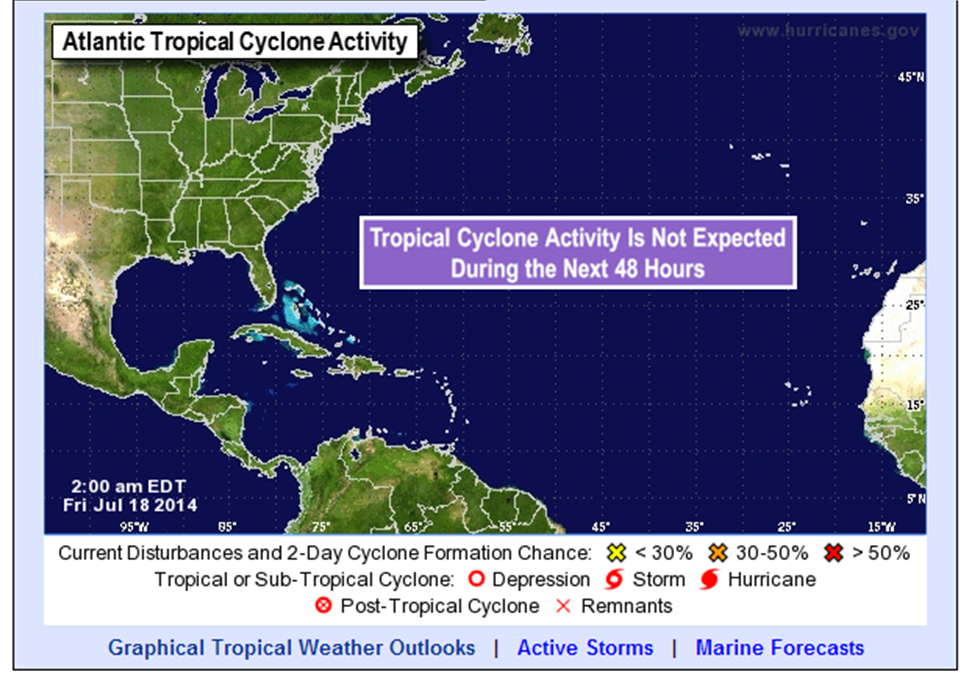 Atlantic Tropical Cyclone Activity
www.hurricanes.gov
45°N
35°
Tropical Cyclone Activity Is Not Expected
During the Next 48 Hours
25°
15°
2:00 am EDT
Fri Jul 18 2014
5°N
95°W 85° 75° 65° 55° 45° 35° 25° 15°W
Current Disturbances and 2-Day Cyclone Formation Chance: < 30% 30-50% > 50%
Tropical or Sub-Tropical Cyclone: Depression Storm Hurricane
Post-Tropical Cyclone Remnants
Graphical Tropical Weather Outlooks | Active Storms | Marine Forecasts